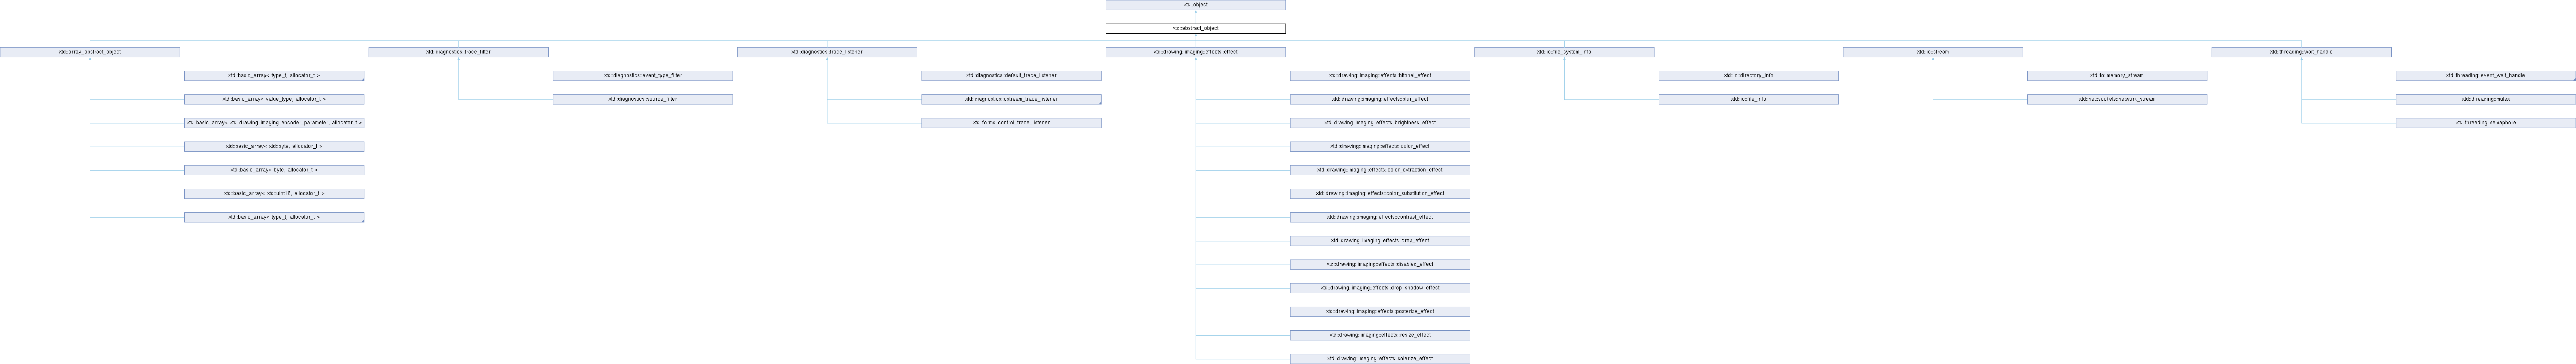 xtd::object
xtd::abstract_object
xtd::array_abstract_object
xtd::diagnostics::trace_filter
xtd::diagnostics::trace_listener
xtd::drawing::imaging::effects::effect
xtd::io::file_system_info
xtd::io::stream
xtd::threading::wait_handle
xtd::basic_array< type_t, allocator_t >
xtd::diagnostics::event_type_filter
xtd::diagnostics::default_trace_listener
xtd::drawing::imaging::effects::bitonal_effect
xtd::io::directory_info
xtd::io::memory_stream
xtd::threading::event_wait_handle
xtd::basic_array< value_type, allocator_t >
xtd::diagnostics::source_filter
xtd::diagnostics::ostream_trace_listener
xtd::drawing::imaging::effects::blur_effect
xtd::io::file_info
xtd::net::sockets::network_stream
xtd::threading::mutex
xtd::basic_array< xtd::drawing::imaging::encoder_parameter, allocator_t >
xtd::forms::control_trace_listener
xtd::drawing::imaging::effects::brightness_effect
xtd::threading::semaphore
xtd::basic_array< xtd::byte, allocator_t >
xtd::drawing::imaging::effects::color_effect
xtd::basic_array< byte, allocator_t >
xtd::drawing::imaging::effects::color_extraction_effect
xtd::basic_array< xtd::uint16, allocator_t >
xtd::drawing::imaging::effects::color_substitution_effect
xtd::basic_array< type_t, allocator_t >
xtd::drawing::imaging::effects::contrast_effect
xtd::drawing::imaging::effects::crop_effect
xtd::drawing::imaging::effects::disabled_effect
xtd::drawing::imaging::effects::drop_shadow_effect
xtd::drawing::imaging::effects::posterize_effect
xtd::drawing::imaging::effects::resize_effect
xtd::drawing::imaging::effects::solarize_effect